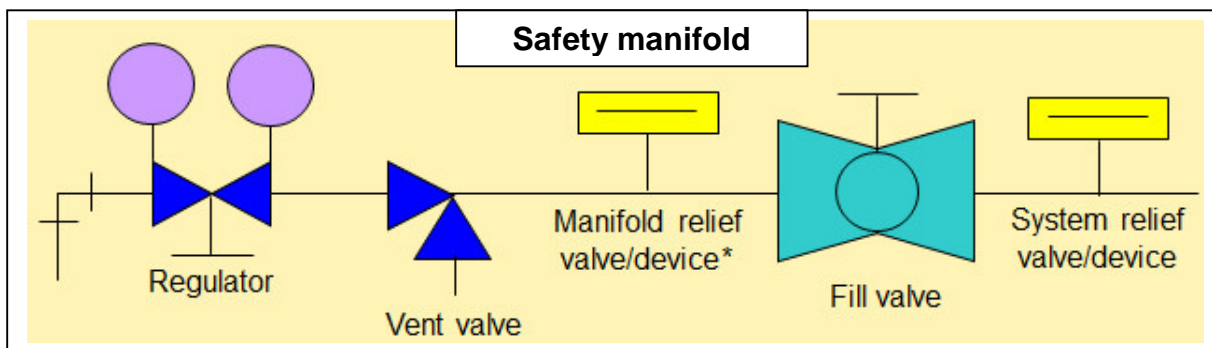 Safety manifold
Regulator
Vent valve
Manifold relief
valve/device*
Fill valve
System relief
valve/device